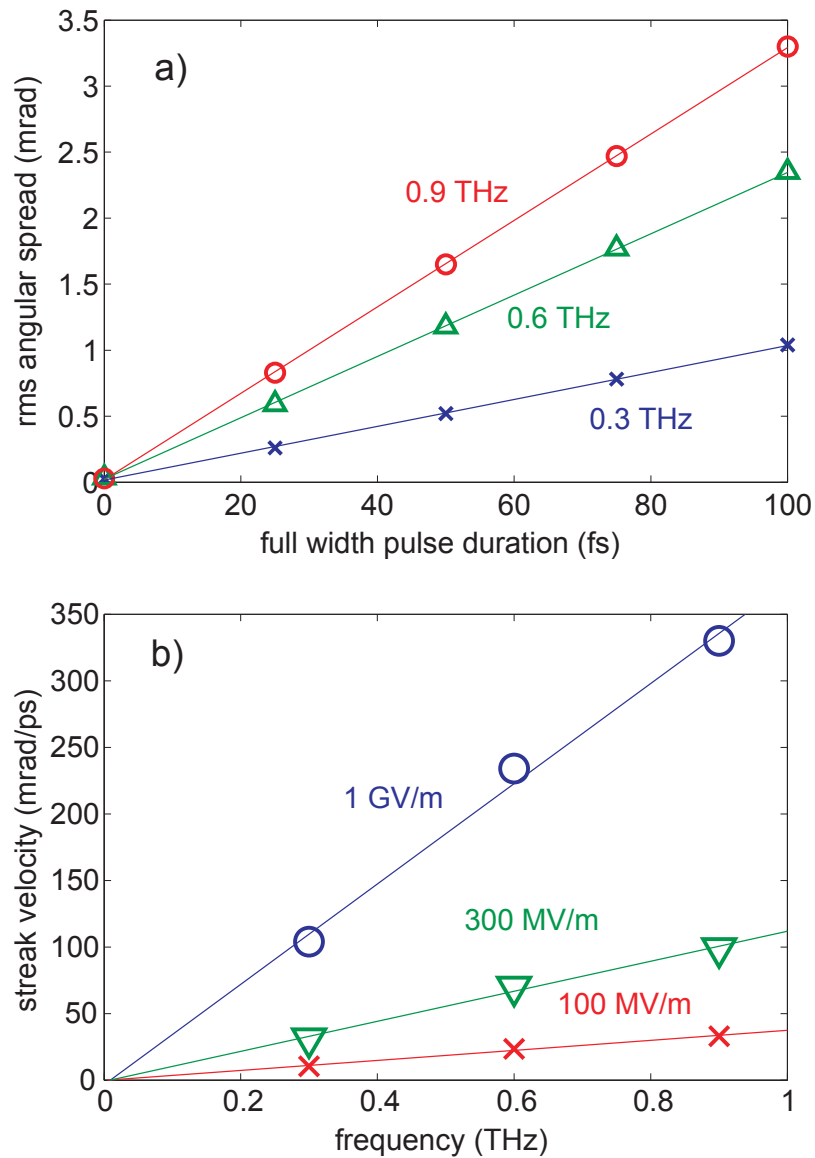 a)
3.5
3
2.5
2
1.5
1
0.5
0
rms angular spread (mrad)
0.9 THz
0.6 THz
0.3 THz
0
20
40
60
80
100
full width pulse duration (fs)
b)
350
300
250
200
150
100
50
0
streak velocity (mrad/ps)
1 GV/m
300 MV/m
100 MV/m
0
0.2
0.4
0.6
0.8
1
frequency (THz)